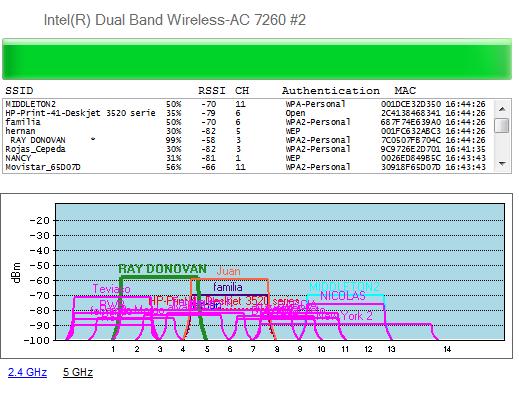 Intel(R) Dual Band Wireless-AC 7260 #2
SSID RSSI CH Authentication MAC
MIDDLETON2 50% -70 11 WPA-Personal 001DCE32D350 16:44:26
HP-Print-41-Deskjet 3520 serie 35% -79 6 Open 2C4138468341 16:44:26
familia 50% -70 6 WPA2-Personal 687F74E639A0 16:44:26
hernan 30% -82 5 WEP 001FC632ABC3 16:44:26
RAY DONOVAN * 99% -58 3 WPA2-Personal 7C0507FB704C 16:44:26
Rojas_Cepeda 30% -82 3 WPA2-Personal 9C9726E2D701 16:41:35
NANCY 31% -81 1 WEP 0026ED849B5C 16:43:43
Movistar_65D07D 56% -66 11 WPA2-Personal 30918F65D07D 16:43:27
dBm
-20
-30
-40
-50
-60
-70
-80
-90
-100
RAY DONOVAN
Juan
Teviaso
familia
MIDDLETON2
NICOLAS
HP-Print Deskjet 3520 series
York 2
1 2 3 4 5 6 7 8 9 10 11 12 13 14
2.4 GHz 5 GHz